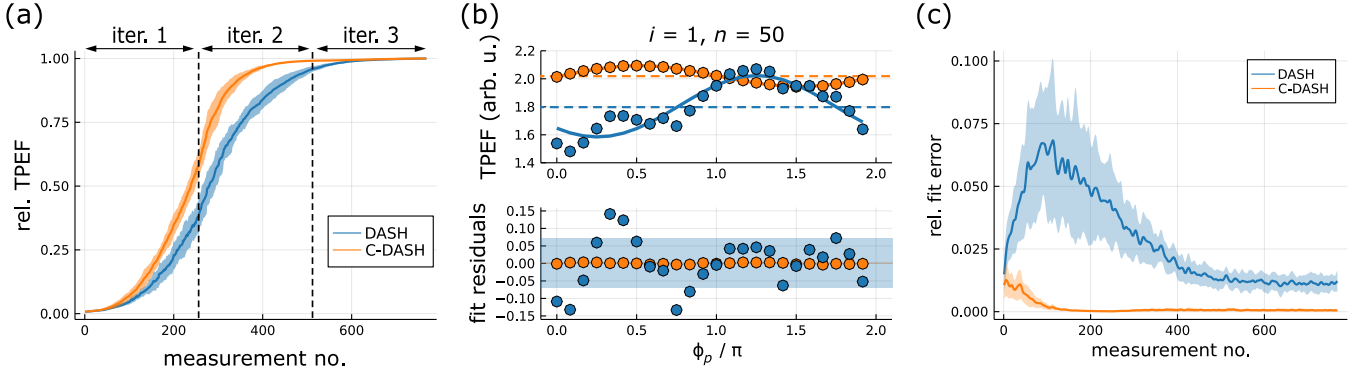 (a)
iter. 1
iter. 2
iter. 3
1.00
0.75
0.50
0.25
0.00
rel. TPEF
DASH
C-DASH
0
200
400
600
measurement no.
(b)
i = 1, n = 50
2.2
2.0
1.8
1.6
1.4
TPEF (arb. u.)
0.0
0.5
1.0
1.5
2.0
0.15
0.10
0.05
0.00
−0.05
−0.10
−0.15
fit residuals
0.0
0.5
1.0
1.5
2.0
ϕp / π
(c)
0.100
0.075
0.050
0.025
0.000
rel. fit error
DASH
C-DASH
0
200
400
600
measurement no.